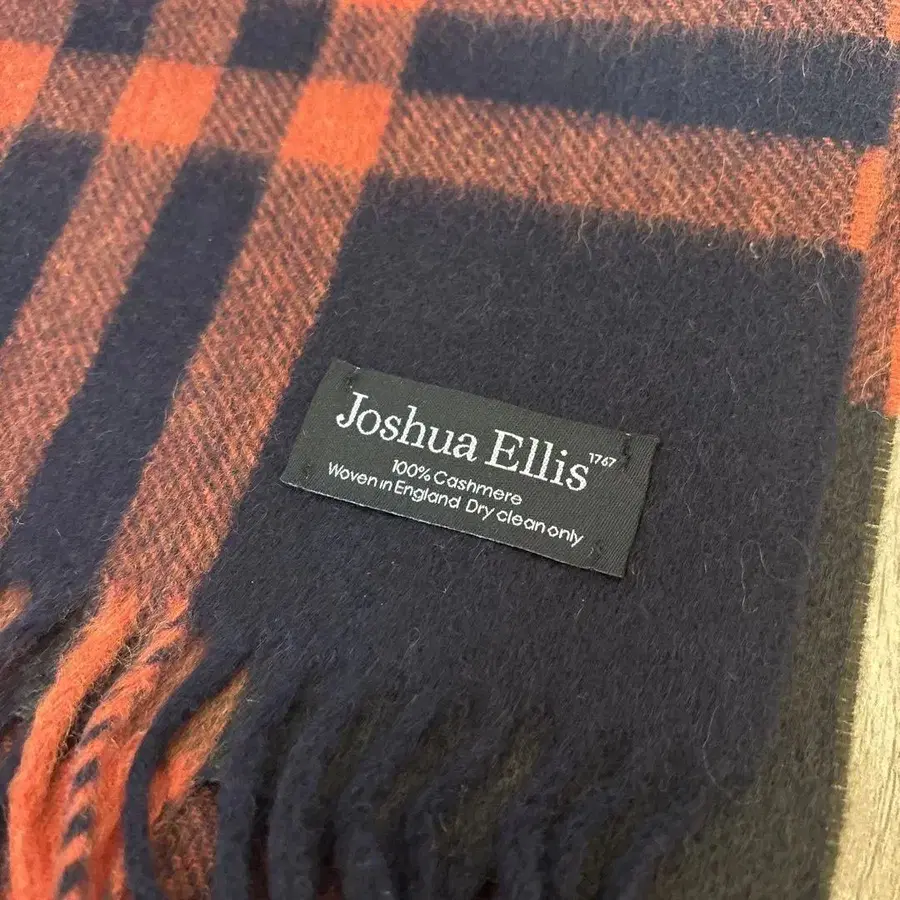 Joshua Ellis 1767
100% Cashmere
Woven in England Dry clean only